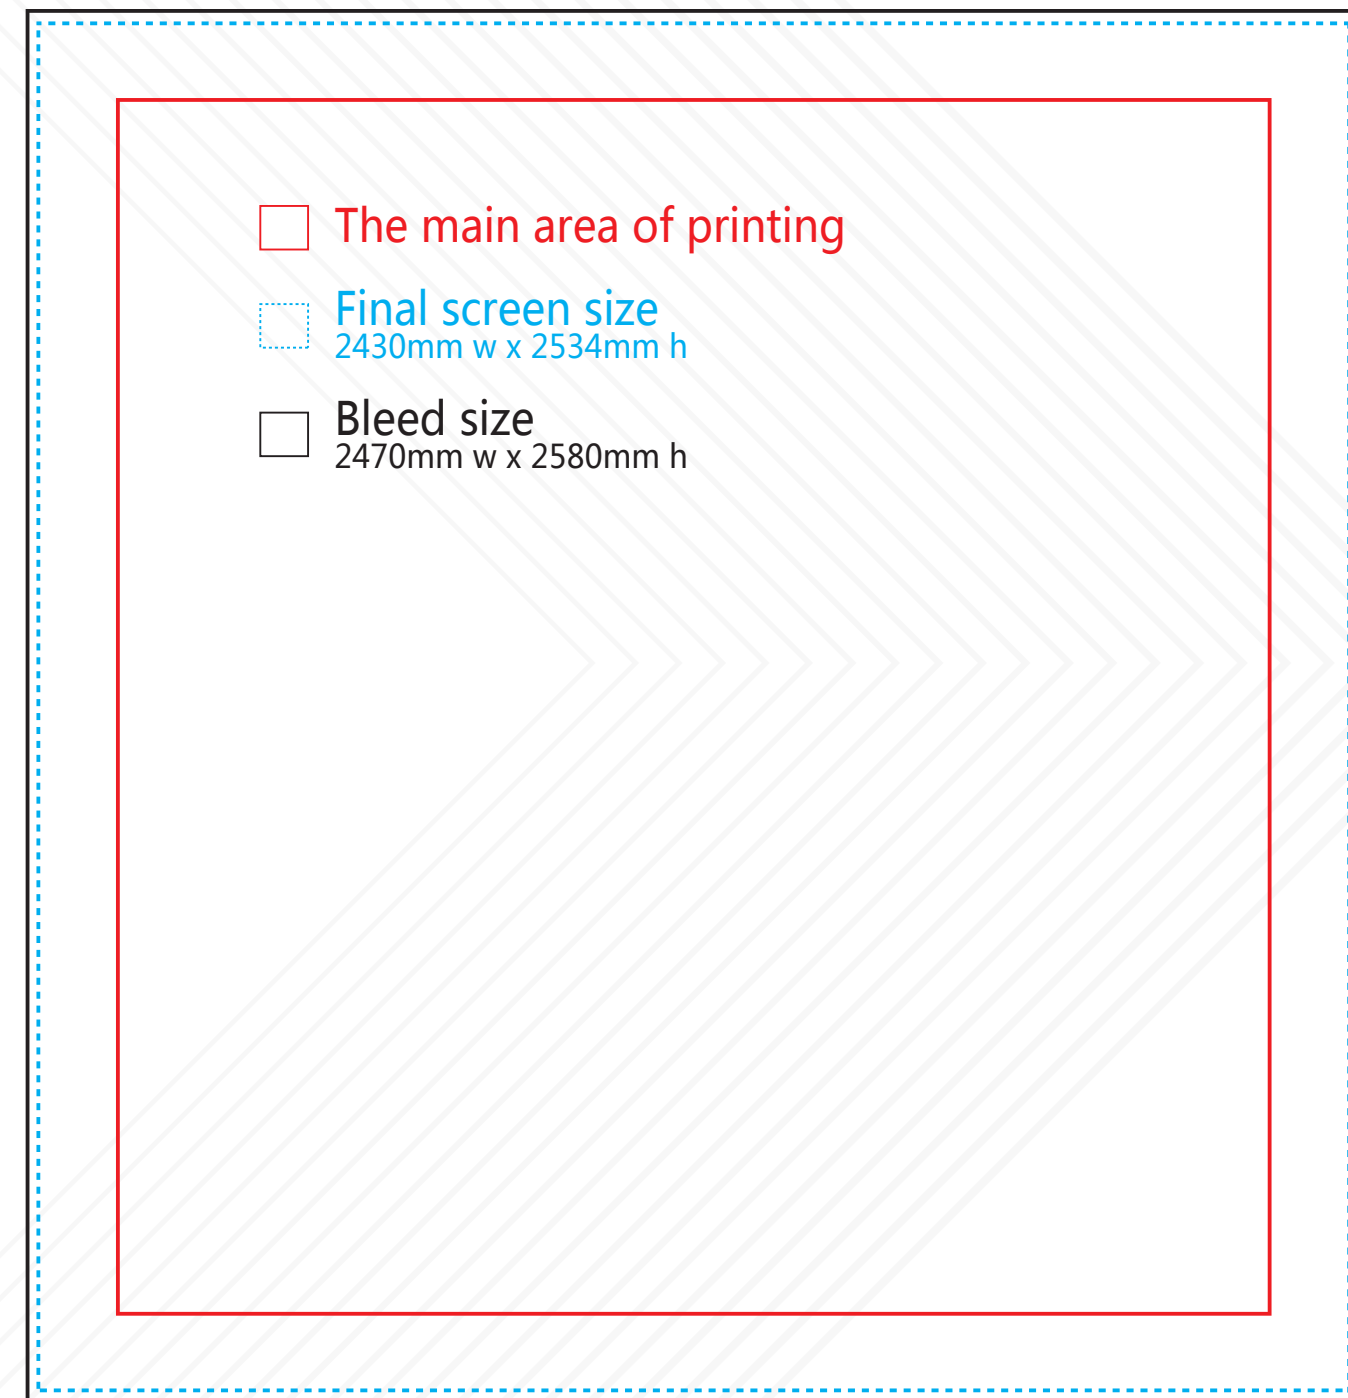 The main area of printing
Final screen size
2430mm w x 2534mm h
Bleed size
2470mm w x 2580mm h